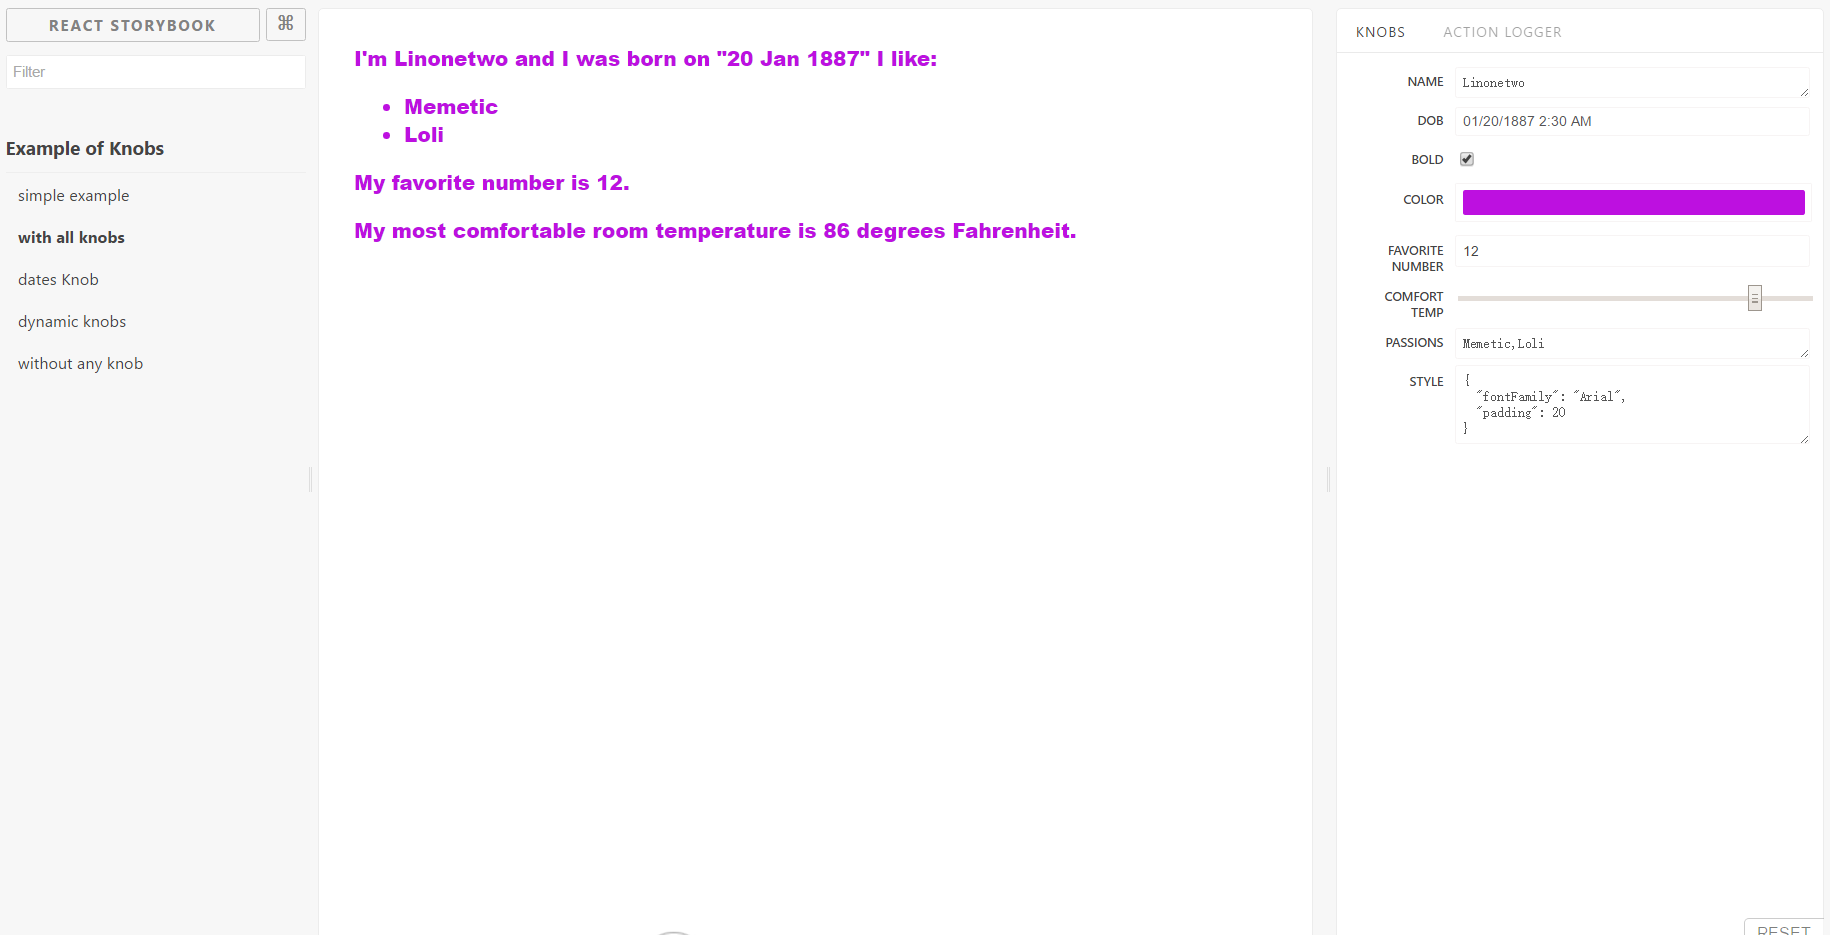 REACT STORYBOOK
⌘
Filter
Example of Knobs
simple example
with all knobs
dates Knob
dynamic knobs
without any knob
I'm Linonetwo and I was born on "20 Jan 1887" I like:
• Memetic
• Loli
My favorite number is 12.
My most comfortable room temperature is 86 degrees Fahrenheit.
KNOBS ACTION LOGGER
NAME Linonetwo
DOB 01/20/1887 2:30 AM
BOLD
COLOR
FAVORITE
NUMBER 12
COMFORT
TEMP
PASSIONS Memetic,Loli
STYLE {
"fontFamily": "Arial",
"padding": 20
}
RESET